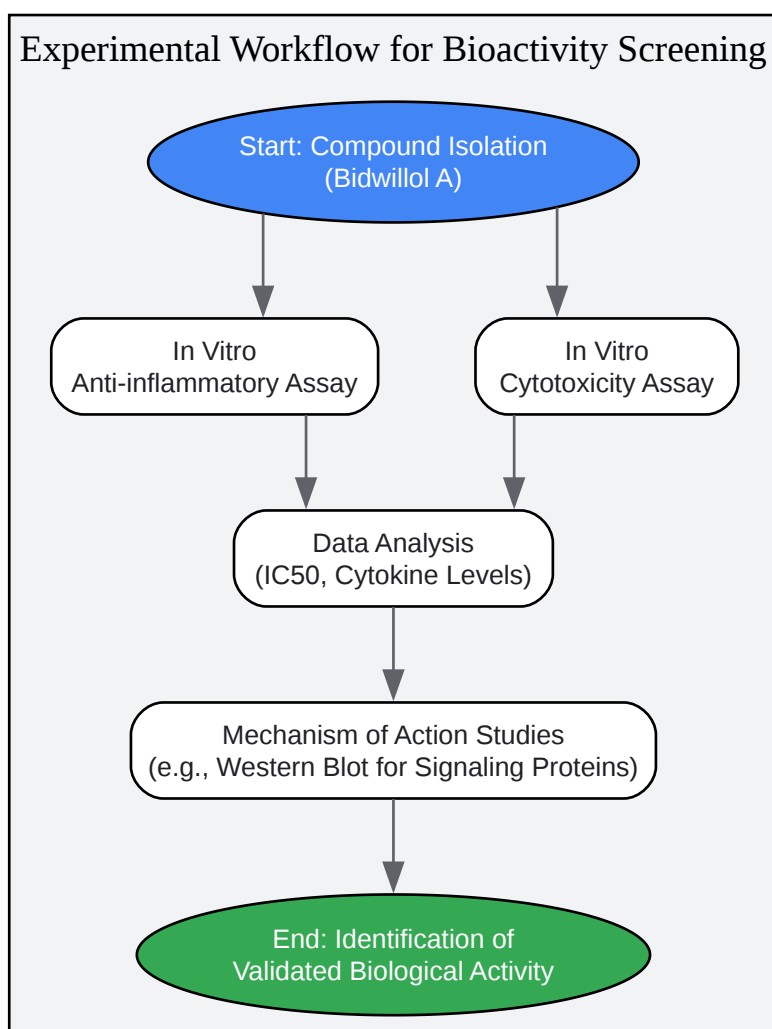 Experimental Workflow for Bioactivity Screening
Start: Compound Isolation
(Bidwillol A)
In Vitro
Anti-inflammatory Assay
In Vitro
Cytotoxicity Assay
Data Analysis
(IC50, Cytokine Levels)
Mechanism of Action Studies
(e.g., Western Blot for Signaling Proteins)
End: Identification of
Validated Biological Activity